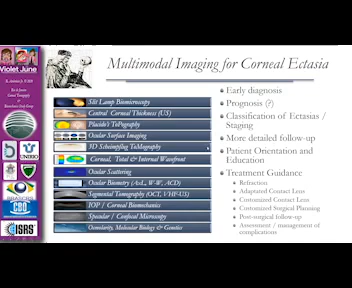 Multimodal Imaging for Corneal Ectasia
Violet June
Slit Lamp Biomicroscopy
Central Corneal Thickness (US)
Placido's ToPography
Ocular Surface Imaging
3D Scheimpflug ToMography
Corneal, Total & Internal Wavefront
Ocular Scattering
Ocular Biometry (AxL, W-W, ACD)
Segmental Tomography (OCT, VHF-US)
IOP / Corneal Biomechanics
Specular / Confocal Microscopy
Osmolarity, Molecular Biology & Genetics
Early diagnosis
Prognosis (?)
Classification of Ectasias /
Staging
More detailed follow-up
Patient Orientation and
Education
Treatment Guidance
Refraction
Adaptated Contact Lens
Customized Contact Lens
Customized Surgical Planning
Post-surgical follow-up
Assessment / management of
complications
UNIRIO
CBO
ISRS